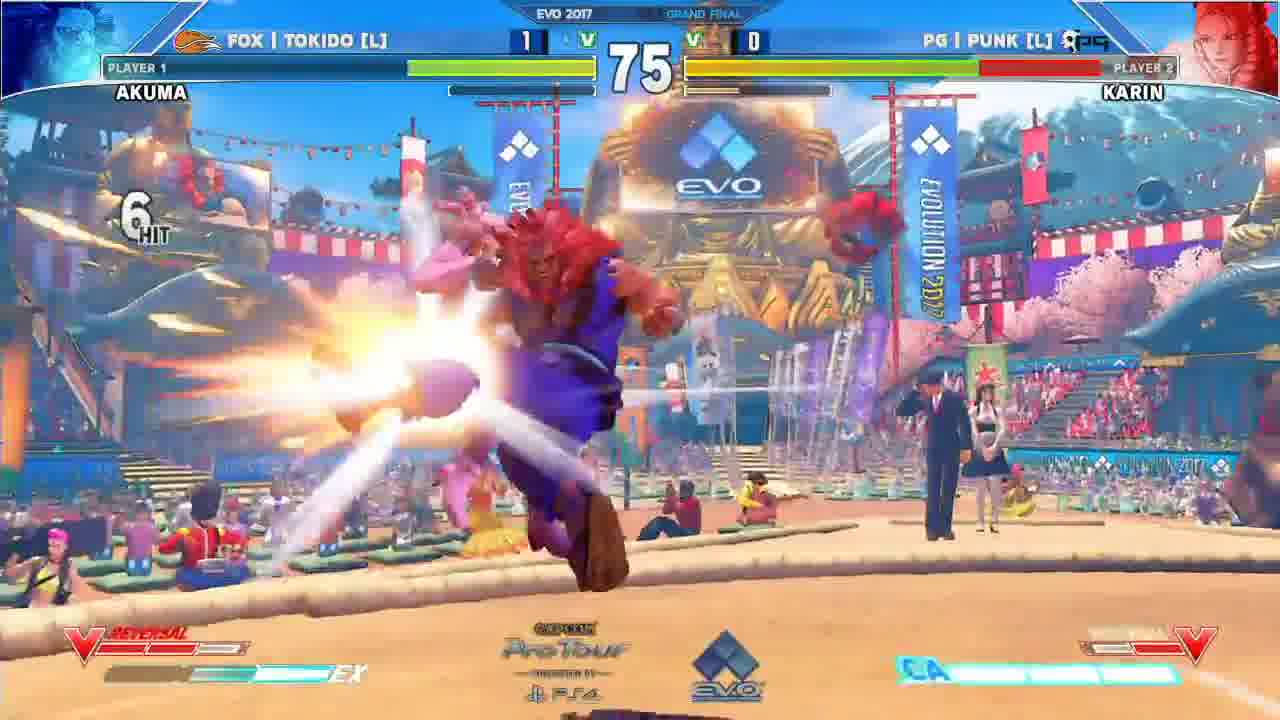 EVO 2017 GRAND FINAL
FOX | TOKIDO [L] 1 V 75 V 0 PG | PUNK [L]
PLAYER 1 PLAYER 2
AKUMA KARIN
EVO
EVOLUTION 2017
6 HIT
REVERSAL
EX
CA
CAPCOM
Pro Tour
PS4
EVO